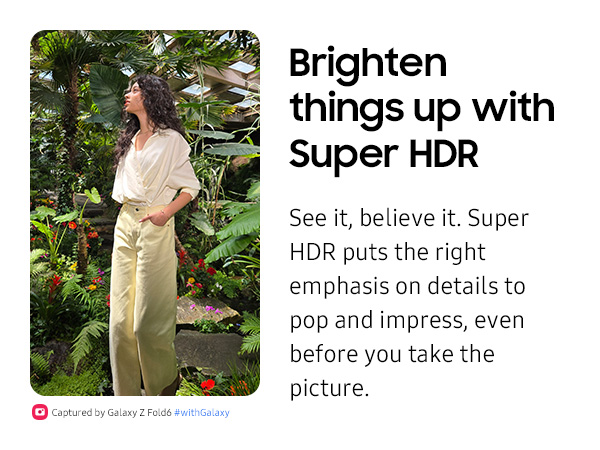 Brighten
things up with
Super HDR
See it, believe it. Super
HDR puts the right
emphasis on details to
pop and impress, even
before you take the
picture.
Captured by Galaxy Z Fold6 #withGalaxy